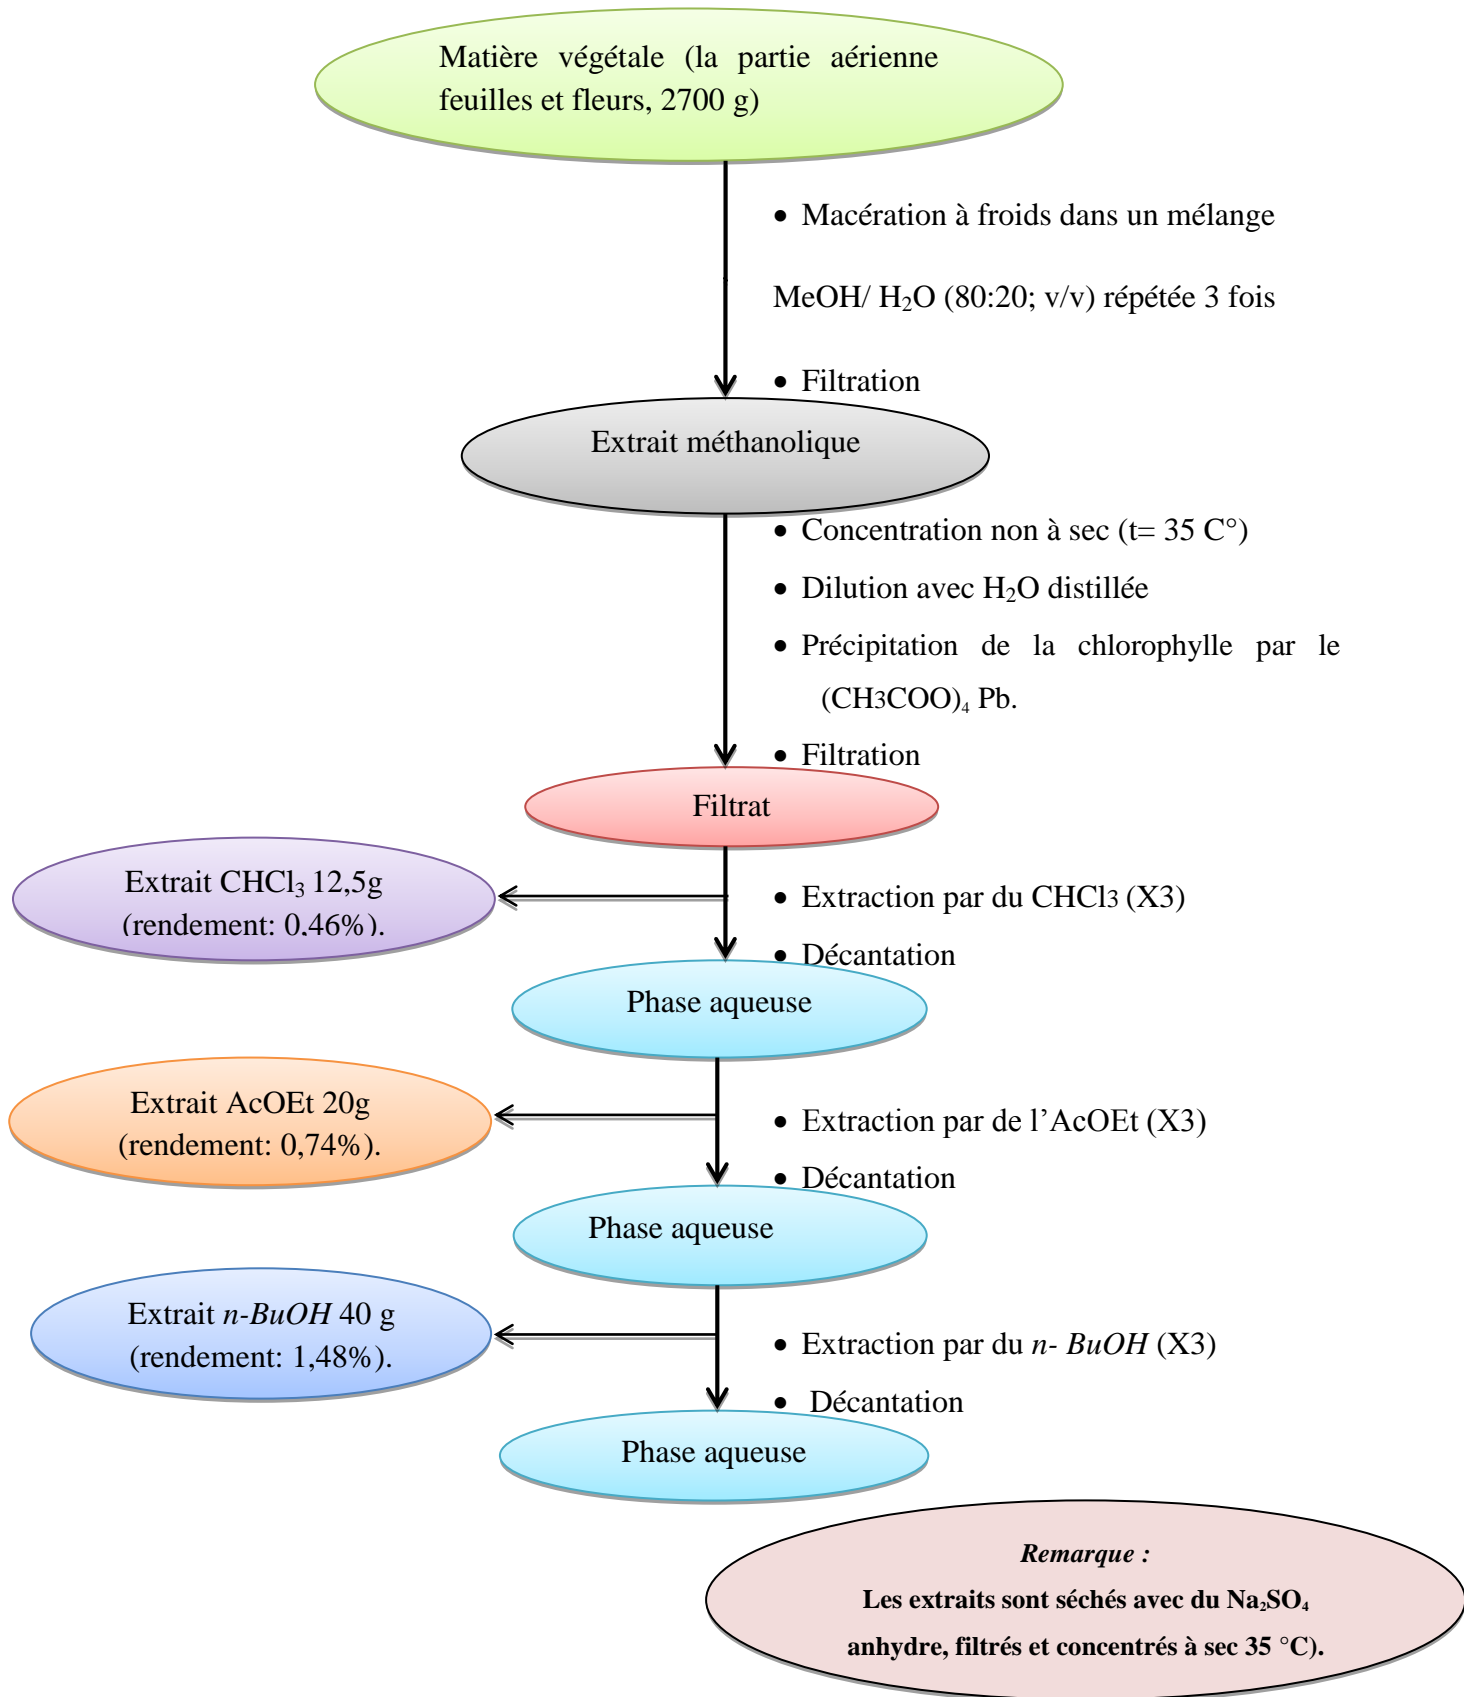 Matière végétale (la partie aérienne
feuilles et fleurs, 2700 g)
• Macération à froids dans un mélange
MeOH/ H₂O (80:20; v/v) répétée 3 fois
• Filtration
Extrait méthanolique
• Concentration non à sec (t= 35 C°)
• Dilution avec H₂O distillée
• Précipitation de la chlorophylle par le
(CH3COO)₄ Pb.
• Filtration
Filtrat
Extrait CHCl₃ 12,5g
(rendement: 0,46%).
• Extraction par du CHCl3 (X3)
• Décantation
Phase aqueuse
Extrait AcOEt 20g
(rendement: 0,74%).
• Extraction par de l’AcOEt (X3)
• Décantation
Phase aqueuse
Extrait n-BuOH 40 g
(rendement: 1,48%).
• Extraction par du n- BuOH (X3)
• Décantation
Phase aqueuse
Remarque :
Les extraits sont séchés avec du Na₂SO₄
anhydre, filtrés et concentrés à sec 35 °C).